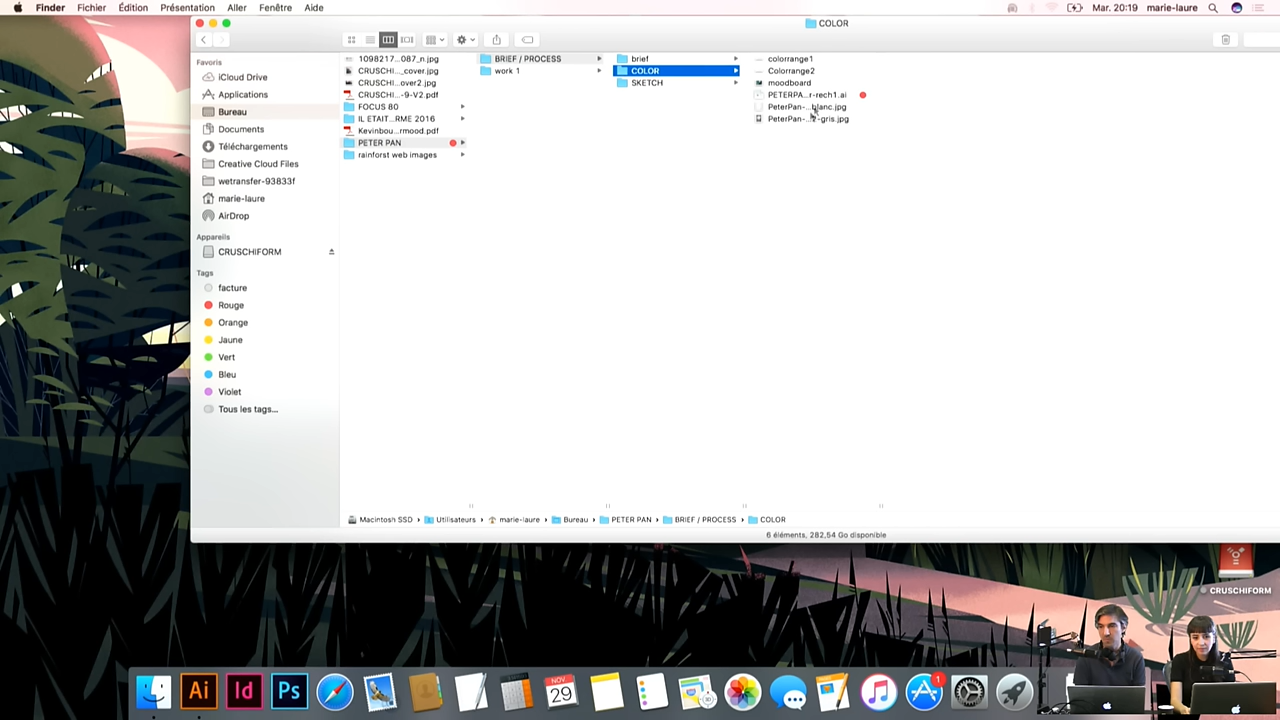 Finder Fichier Édition Présentation Aller Fenêtre Aide Mar. 20:19 marie-laure
COLOR
Favoris
iCloud Drive
Applications
Bureau
Documents
Téléchargements
Creative Cloud Files
wetransfer-93833f
marie-laure
AirDrop
Appareils
CRUSCHIFORM
Tags
facture
Rouge
Orange
Jaune
Vert
Bleu
Violet
Tous les tags...
1098217...087_n.jpg
CRUSCHI..._cover.jpg
CRUSCHI...over2.jpg
CRUSCHI...-9-V2.pdf
FOCUS 80
IL ETAIT...RME 2016
Kevinbou...rmood.pdf
PETER PAN
rainforst web images
BRIEF / PROCESS
work 1
brief
COLOR
SKETCH
colorrange1
Colorrange2
moodboard
PETERPA...r-rech1.ai
PeterPan-...blanc.jpg
PeterPan-...-gris.jpg
Macintosh SSD Utilisateurs marie-laure Bureau PETER PAN BRIEF / PROCESS COLOR
6 éléments, 282,54 Go disponible
CRUSCHIFORM
Ai
Id
Ps
NOV.
29
1